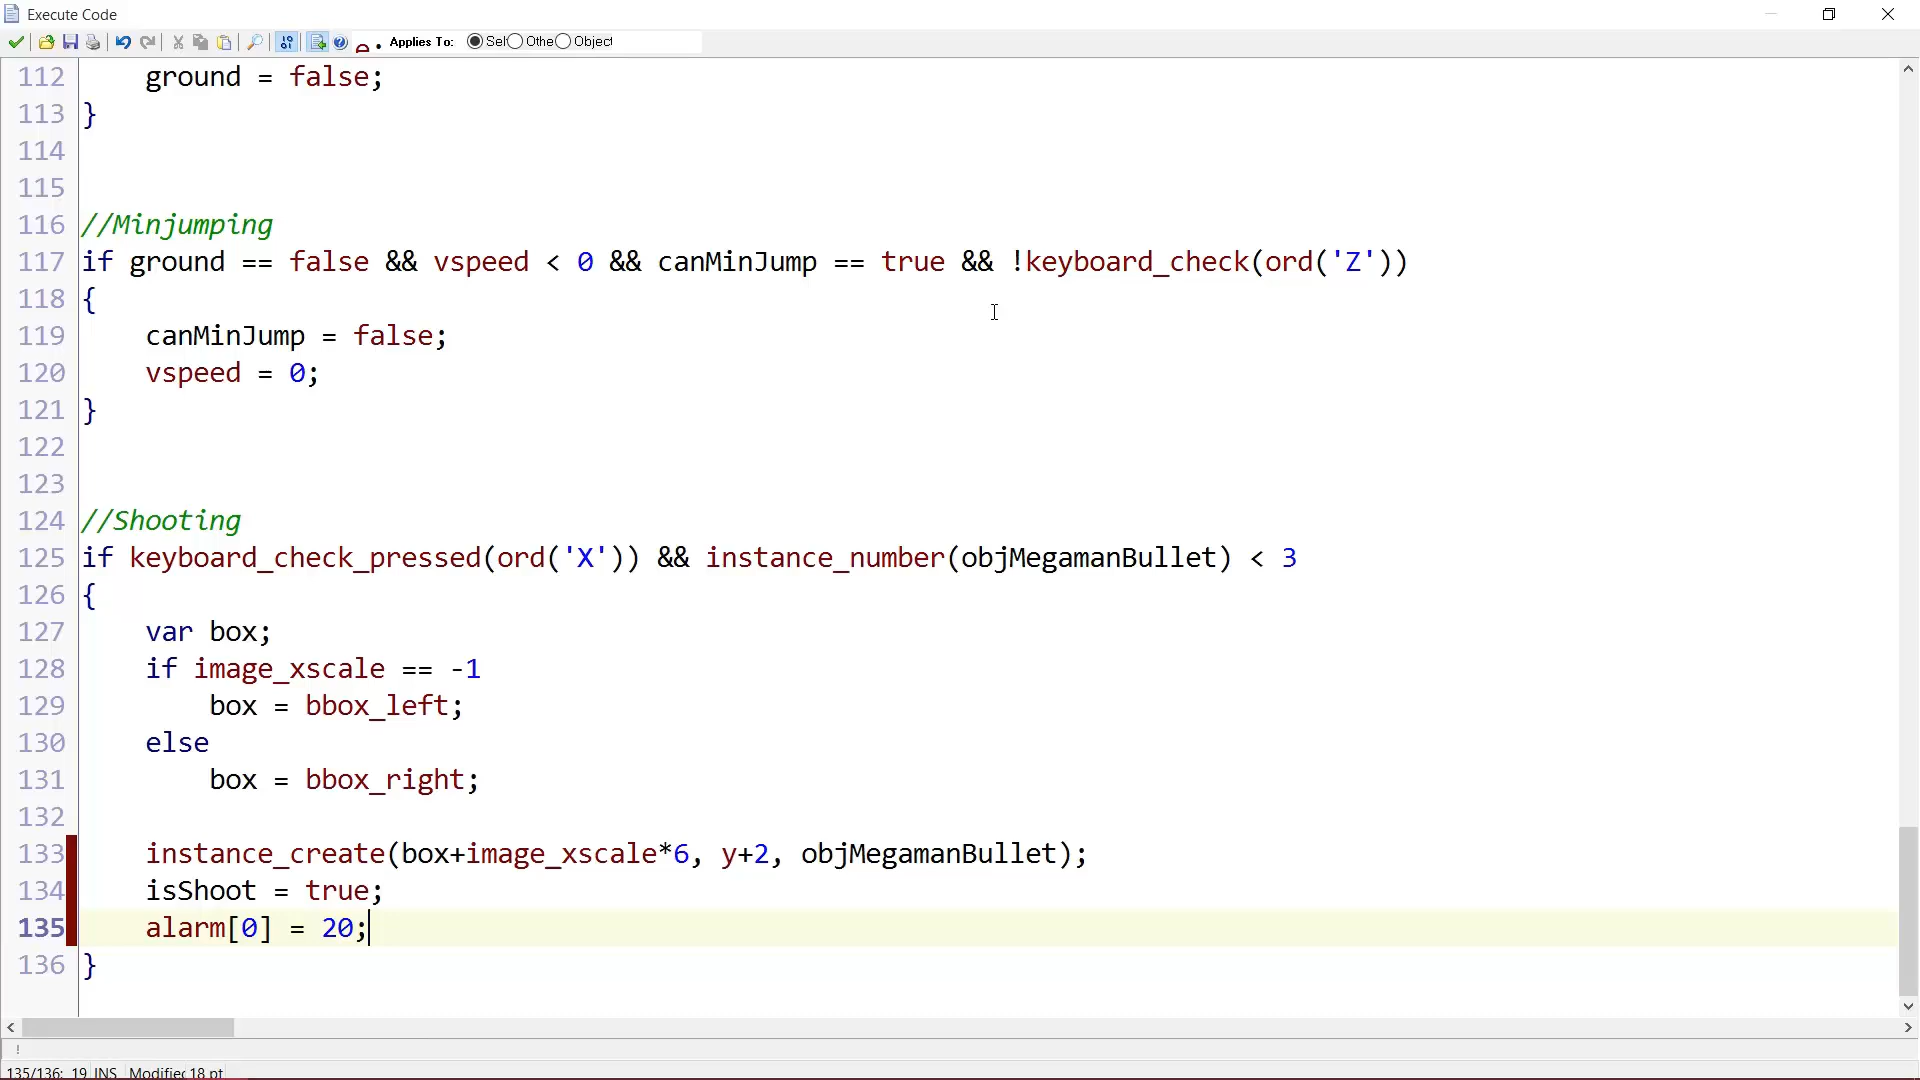 Execute Code
Applies To: Self Othe Object
112 ground = false;
113 }
114
115
116 //Minjumping
117 if ground == false && vspeed < 0 && canMinJump == true && !keyboard_check(ord('Z'))
118 {
119 canMinJump = false;
120 vspeed = 0;
121 }
122
123
124 //Shooting
125 if keyboard_check_pressed(ord('X')) && instance_number(objMegamanBullet) < 3
126 {
127 var box;
128 if image_xscale == -1
129 box = bbox_left;
130 else
131 box = bbox_right;
132
133 instance_create(box+image_xscale*6, y+2, objMegamanBullet);
134 isShoot = true;
135 alarm[0] = 20;
136 }
135/136: 19 INS Modified 18 pt